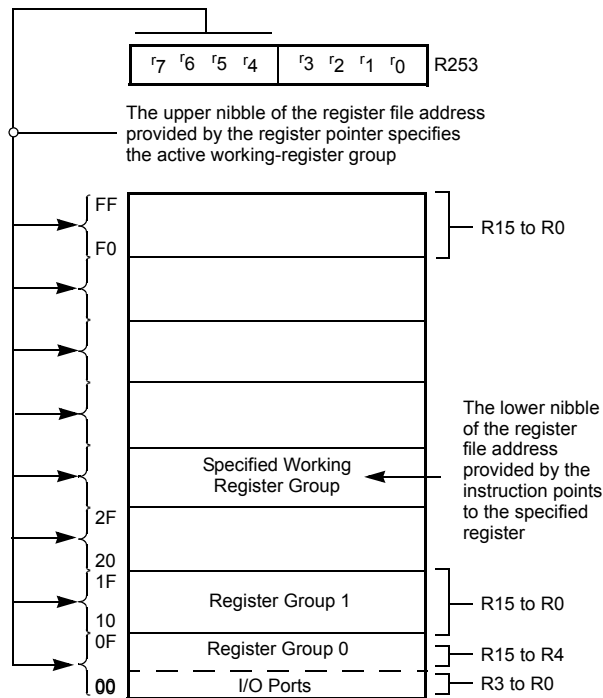 r7 r6 r5 r4 r3 r2 r1 r0 R253
The upper nibble of the register file address
provided by the register pointer specifies
the active working-register group
FF
R15 to R0
F0
The lower nibble
of the register
file address
provided by the
instruction points
to the specified
register
Specified Working
Register Group
2F
20
1F
Register Group 1
R15 to R0
10
0F
Register Group 0
R15 to R4
00
I/O Ports
R3 to R0